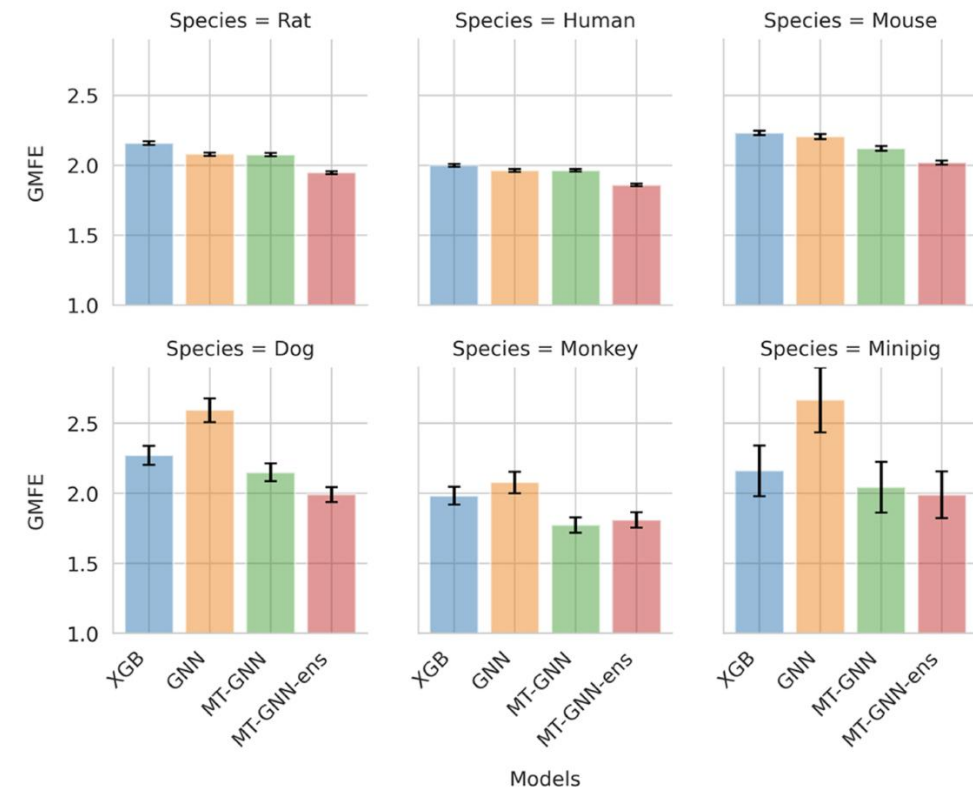 Species = Rat
Species = Human
Species = Mouse
GMFE
2.5
2.0
1.5
1.0
Species = Dog
Species = Monkey
Species = Minipig
GMFE
2.5
2.0
1.5
1.0
XGB
GNN
MT-GNN
MT-GNN-ens
XGB
GNN
MT-GNN
MT-GNN-ens
XGB
GNN
MT-GNN
MT-GNN-ens
Models